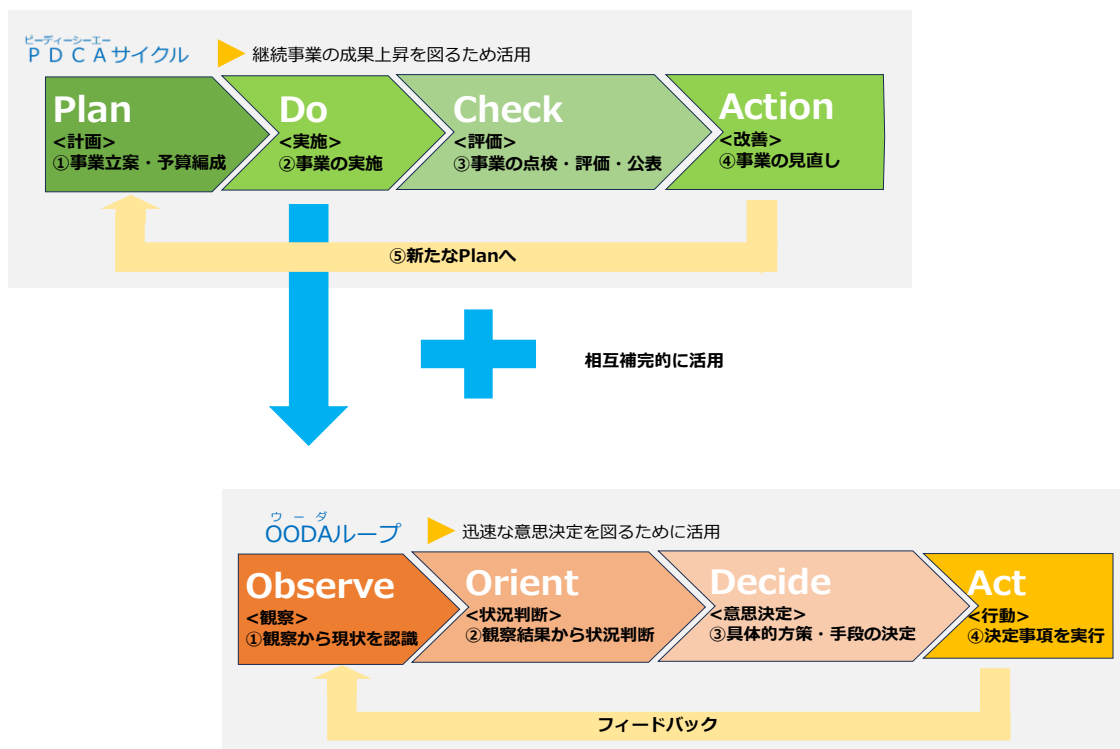 ピーディーシーエー
ＰＤＣＡサイクル
継続事業の成果上昇を図るため活用
Plan
<計画>
①事業立案・予算編成
Do
<実施>
②事業の実施
Check
<評価>
③事業の点検・評価・公表
Action
<改善>
④事業の見直し
⑤新たなPlanへ
相互補完的に活用
ウーダ
OODAループ
迅速な意思決定を図るために活用
Observe
<観察>
①観察から現状を認識
Orient
<状況判断>
②観察結果から状況判断
Decide
<意思決定>
③具体的方策・手段の決定
Act
<行動>
④決定事項を実行
フィードバック